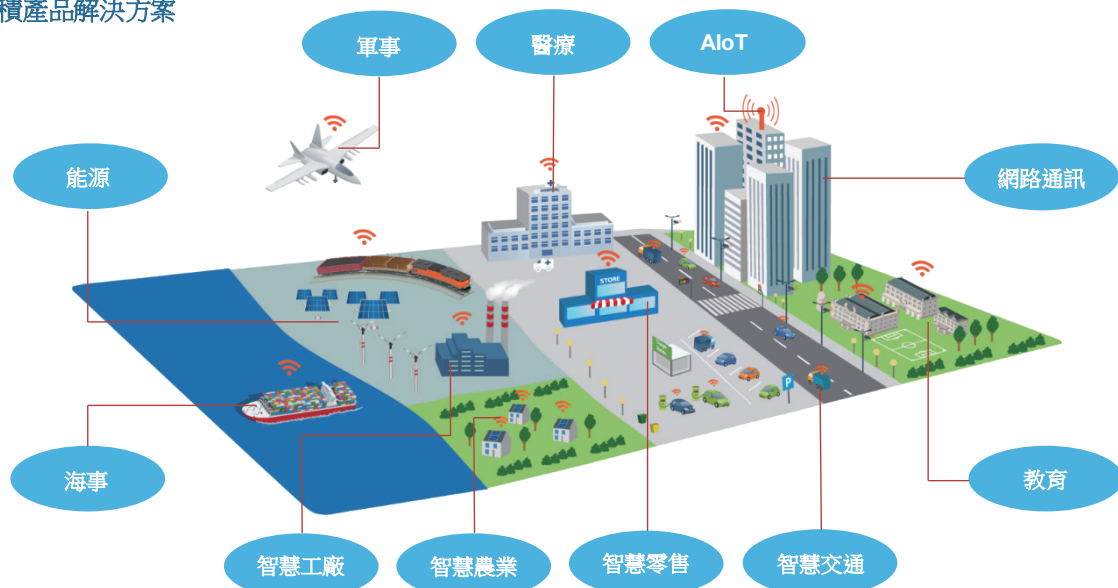 積產品解決方案
軍事
醫療
AIoT
能源
網路通訊
STORE
P
海事
教育
智慧工廠
智慧農業
智慧零售
智慧交通